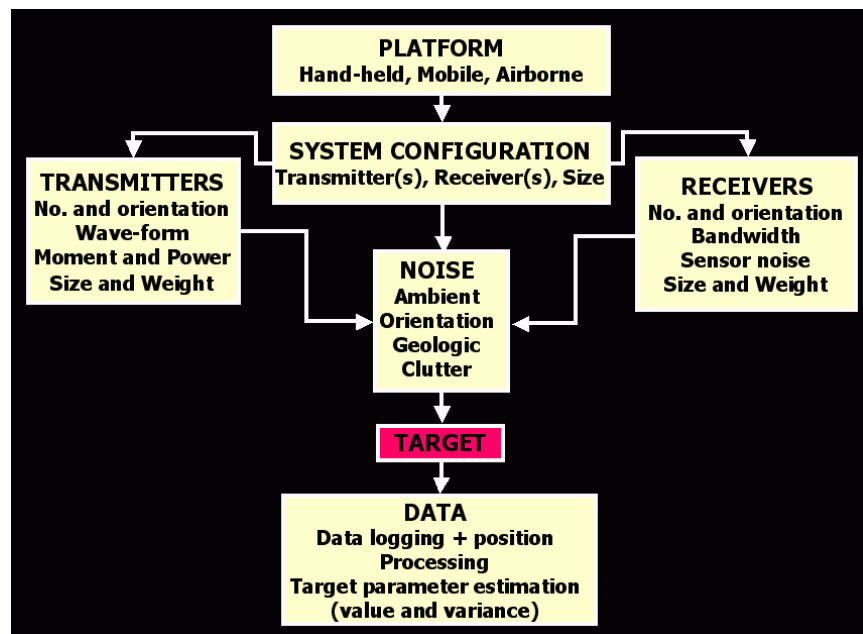 PLATFORM
Hand-held, Mobile, Airborne
SYSTEM CONFIGURATION
Transmitter(s), Receiver(s), Size
TRANSMITTERS
No. and orientation
Wave-form
Moment and Power
Size and Weight
RECEIVERS
No. and orientation
Bandwidth
Sensor noise
Size and Weight
NOISE
Ambient
Orientation
Geologic
Clutter
TARGET
DATA
Data logging + position
Processing
Target parameter estimation
(value and variance)